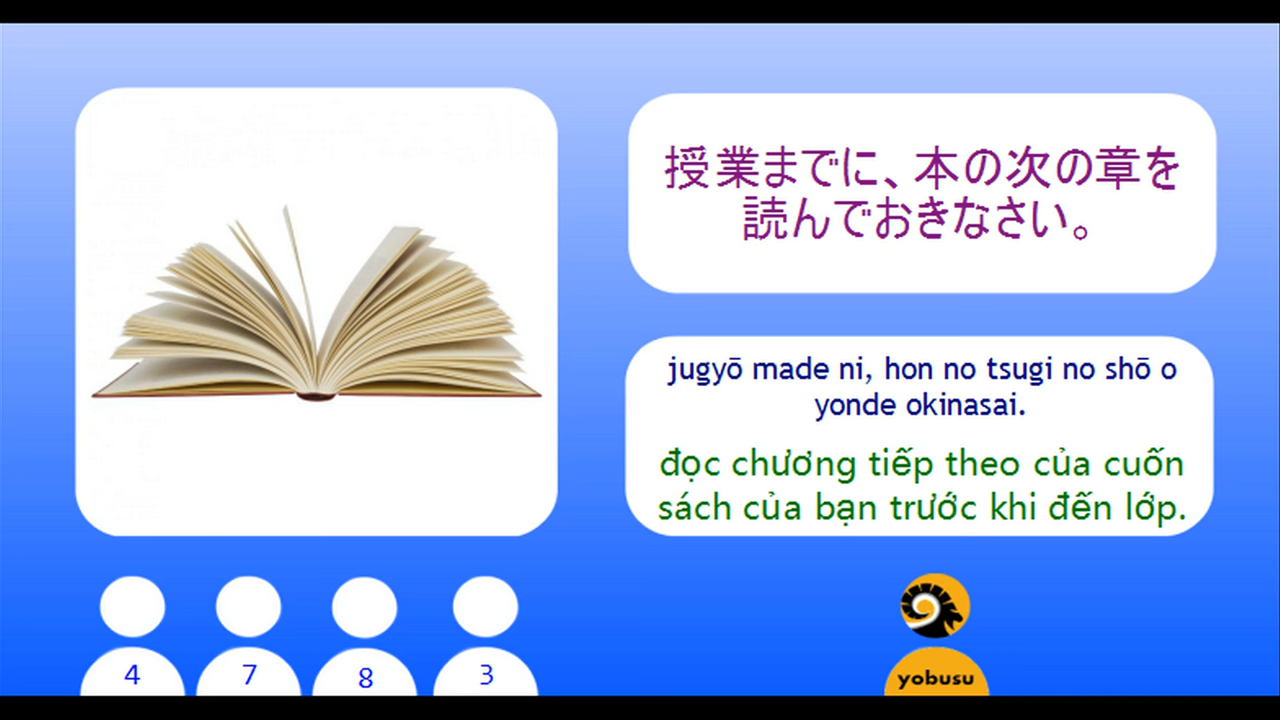 授業までに、本の次の章を
読んでおきなさい。
jugyō made ni, hon no tsugi no shō o
yonde okinasai.
đọc chương tiếp theo của cuốn
sách của bạn trước khi đến lớp.
4 7 8 3
yobusu